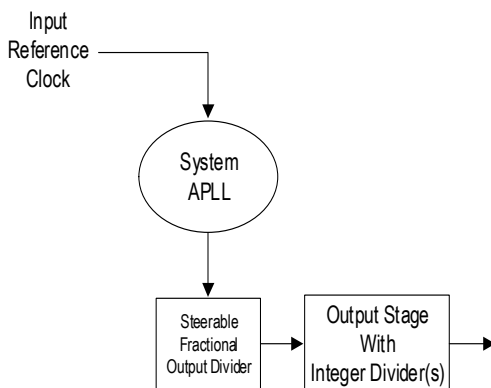 Input
Reference
Clock
System
APLL
Steerable
Fractional
Output Divider
Output Stage
With
Integer Divider(s)